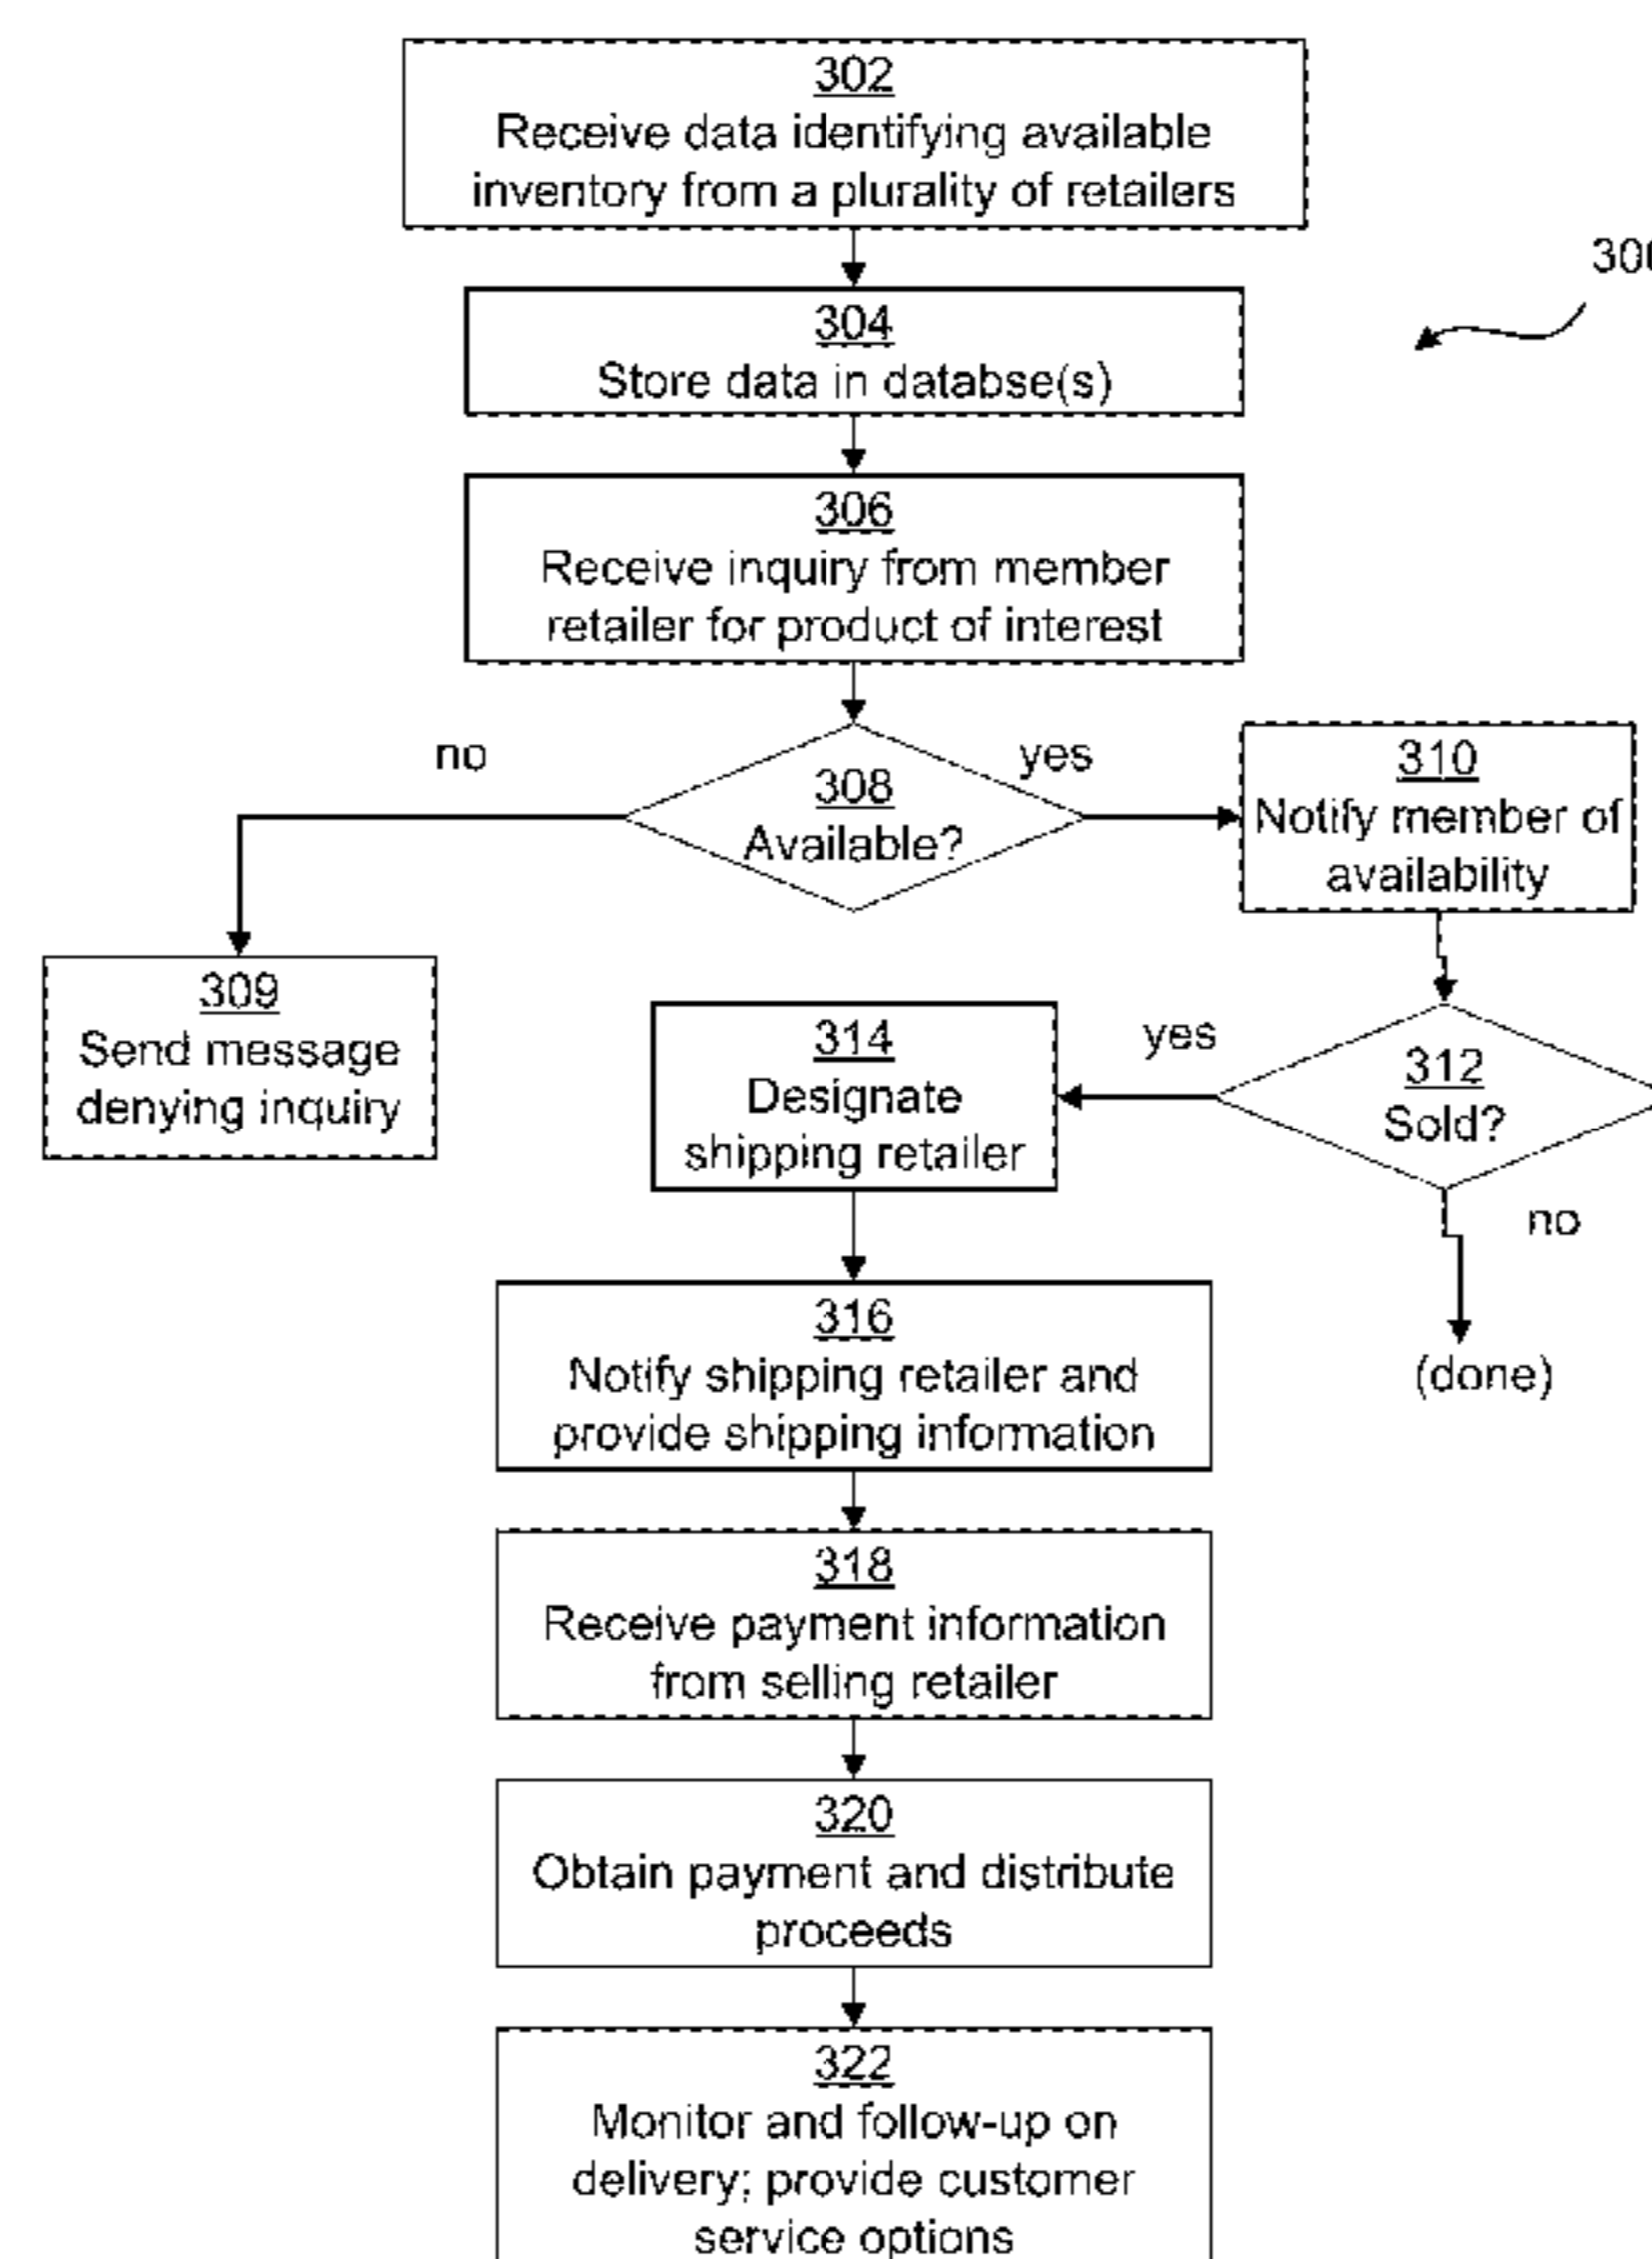 302
Receive data identifying available
inventory from a plurality of retailers
300
304
Store data in databse(s)
306
Receive inquiry from member
retailer for product of interest
no
yes
308
Available?
310
Notify member of
availability
309
Send message
denying inquiry
314
Designate
shipping retailer
yes
312
Sold?
no
(done)
316
Notify shipping retailer and
provide shipping information
318
Receive payment information
from selling retailer
320
Obtain payment and distribute
proceeds
322
Monitor and follow-up on
delivery; provide customer
service options